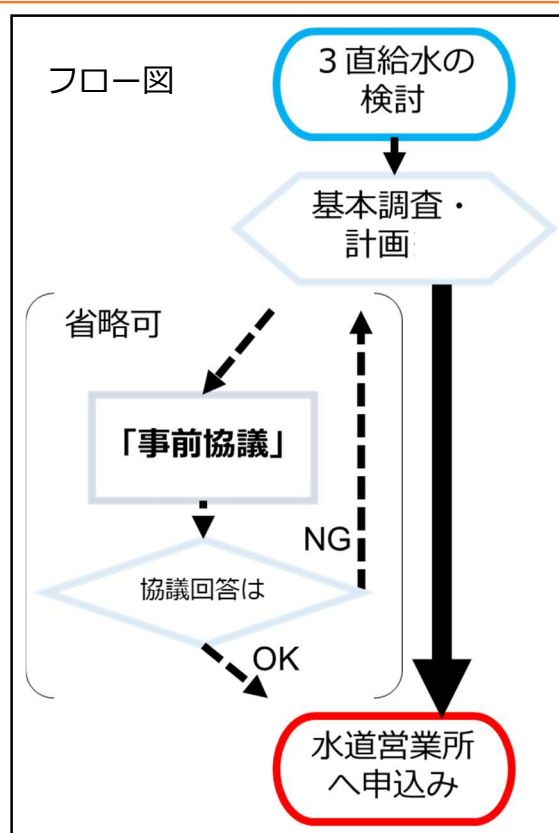 フロー図
３直給水の
検討
基本調査・
計画
省略可
「事前協議」
NG
協議回答は
OK
水道営業所
へ申込み